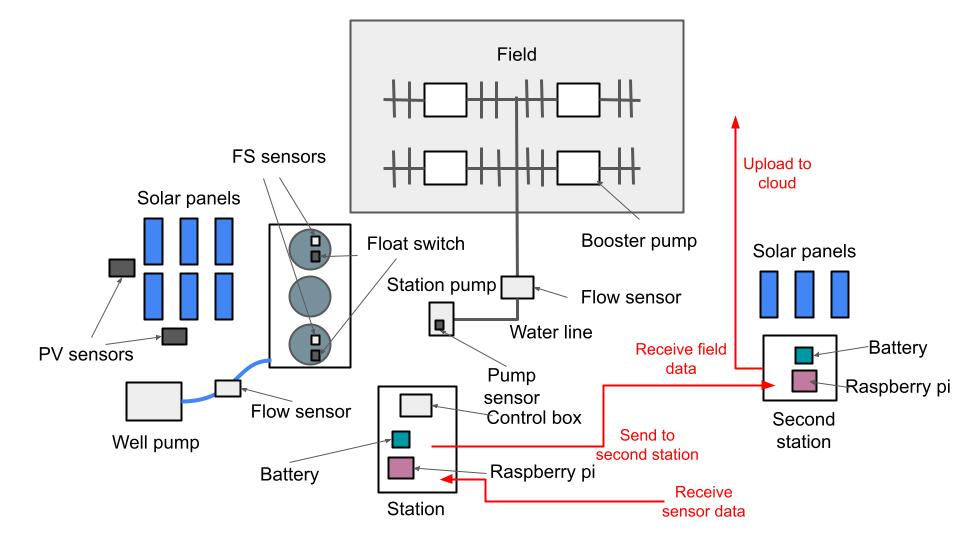 Field
FS sensors
Upload to
cloud
Solar panels
Float switch
Booster pump
Solar panels
Station pump
Flow sensor
Water line
PV sensors
Receive field
data
Battery
Pump
sensor
Raspberry pi
Flow sensor
Control box
Well pump
Second
station
Send to
second station
Battery
Raspberry pi
Receive
sensor data
Station